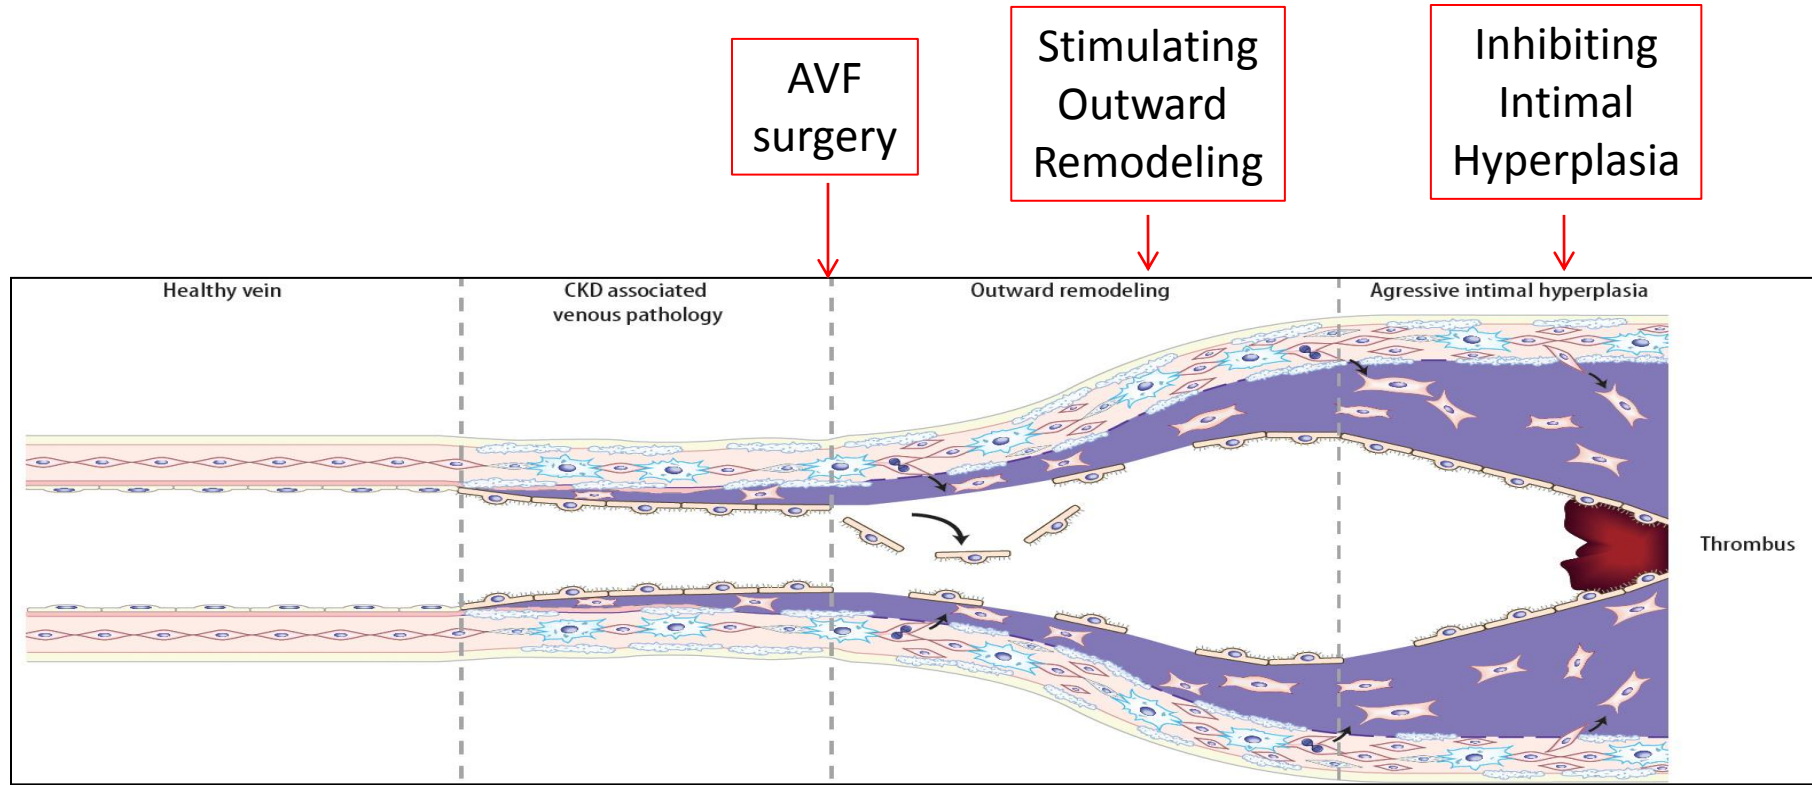 AVF
surgery
Stimulating
Outward
Remodeling
Inhibiting
Intimal
Hyperplasia
Healthy vein
CKD associated
venous pathology
Outward remodeling
Agressive intimal hyperplasia
Thrombus